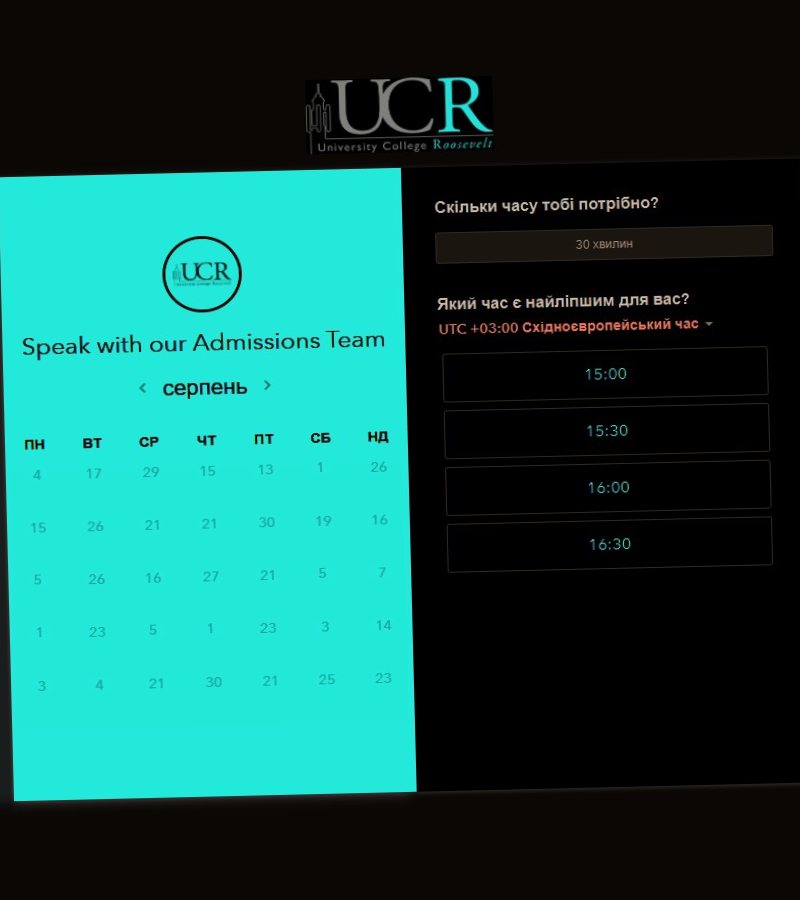 UCR
University College Roosevelt
UCR
University College Roosevelt
Speak with our Admissions Team
серпень
ПН ВТ СР ЧТ ПТ СБ НД
4 17 29 15 13 1 26
15 26 21 21 30 19 16
5 26 16 27 21 5 7
1 23 5 1 23 3 14
3 4 21 30 21 25 23
Скільки часу тобі потрібно?
30 хвилин
Який час є найліпшим для вас?
UTC +03:00 Східноєвропейський час
15:00
15:30
16:00
16:30